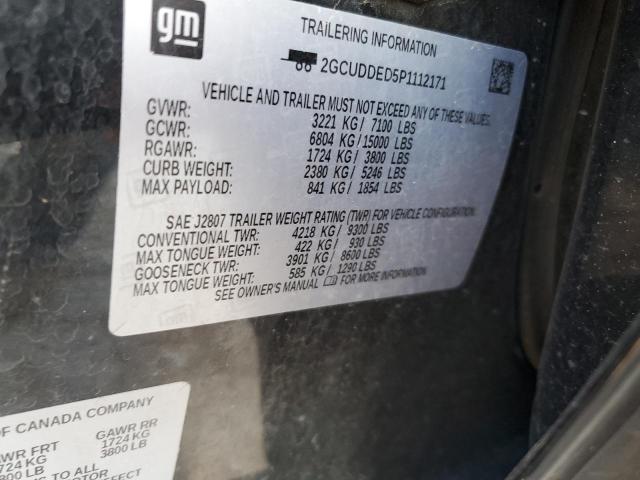 gm
TRAILERING INFORMATION
2GCUDDED5P1112171
VEHICLE AND TRAILER MUST NOT EXCEED ANY OF THESE VALUES.
GVWR: 3221 KG/ 7100 LBS
GCWR: 6804 KG/15000 LBS
RGAWR: 1724 KG/ 3800 LBS
CURB WEIGHT: 2380 KG/ 5246 LBS
MAX PAYLOAD: 841 KG/ 1854 LBS
SAE J2807 TRAILER WEIGHT RATING (TWR) FOR VEHICLE CONFIGURATION.
CONVENTIONAL TWR: 4218 KG/ 9300 LBS
MAX TONGUE WEIGHT: 422 KG/ 930 LBS
GOOSENECK TWR: 3901 KG/ 8600 LBS
MAX TONGUE WEIGHT: 585 KG/ 1290 LBS
SEE OWNER'S MANUAL FOR MORE INFORMATION
OF CANADA COMPANY
GAWR RR
1724 KG
3800 LB
AWR FRT
724 KG
800 LB
TO ALL